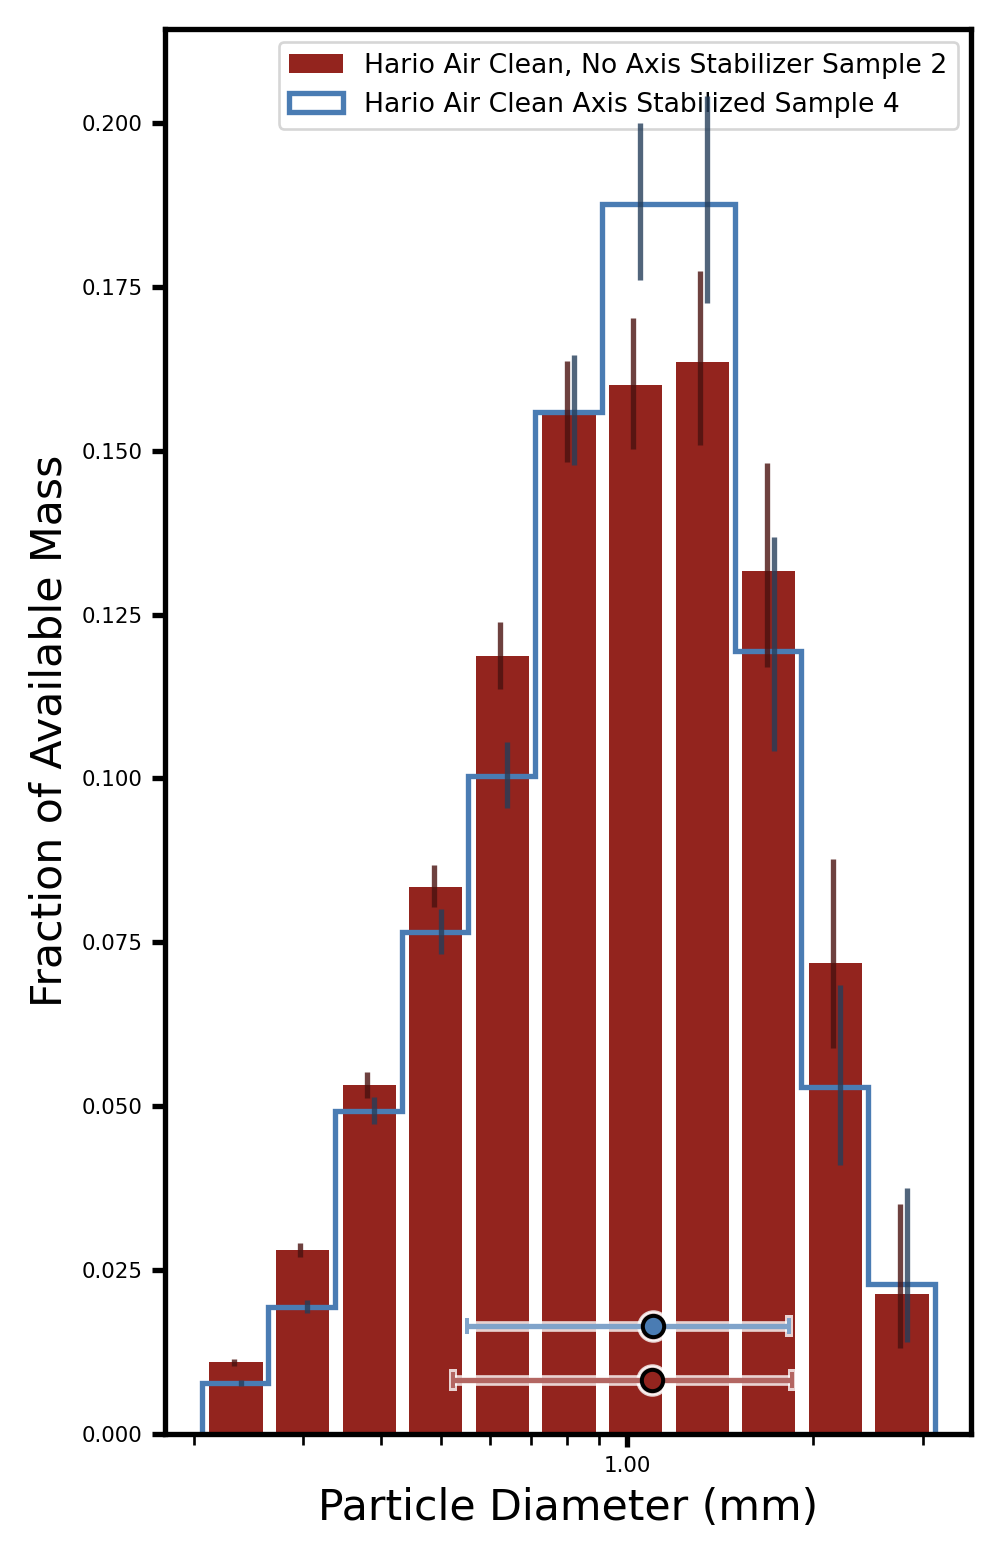 Hario Air Clean, No Axis Stabilizer Sample 2
Hario Air Clean Axis Stabilized Sample 4
0.200
0.175
0.150
0.125
0.100
0.075
0.050
0.025
0.000
Fraction of Available Mass
1.00
Particle Diameter (mm)